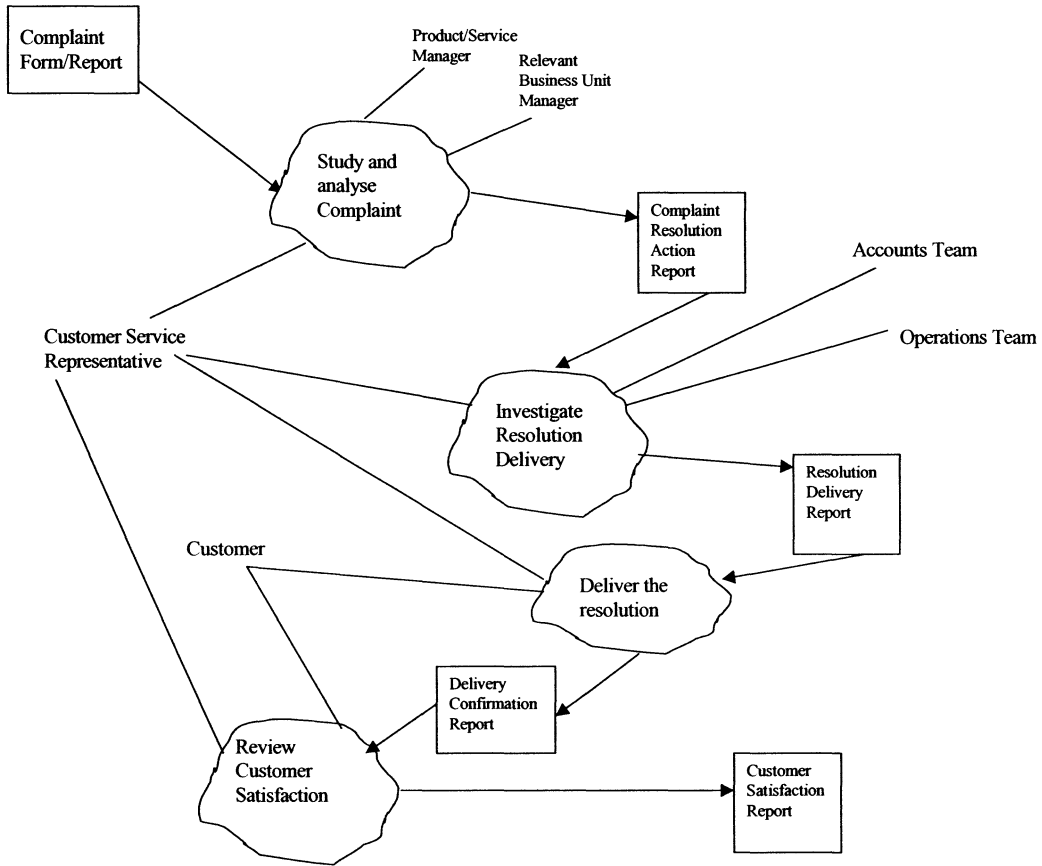 Complaint
Form/Report
Product/Service
Manager
Relevant
Business Unit
Manager
Study and
analyse
Complaint
Complaint
Resolution
Action
Report
Accounts Team
Customer Service
Representative
Operations Team
Investigate
Resolution
Delivery
Resolution
Delivery
Report
Customer
Deliver the
resolution
Delivery
Confirmation
Report
Review
Customer
Satisfaction
Customer
Satisfaction
Report